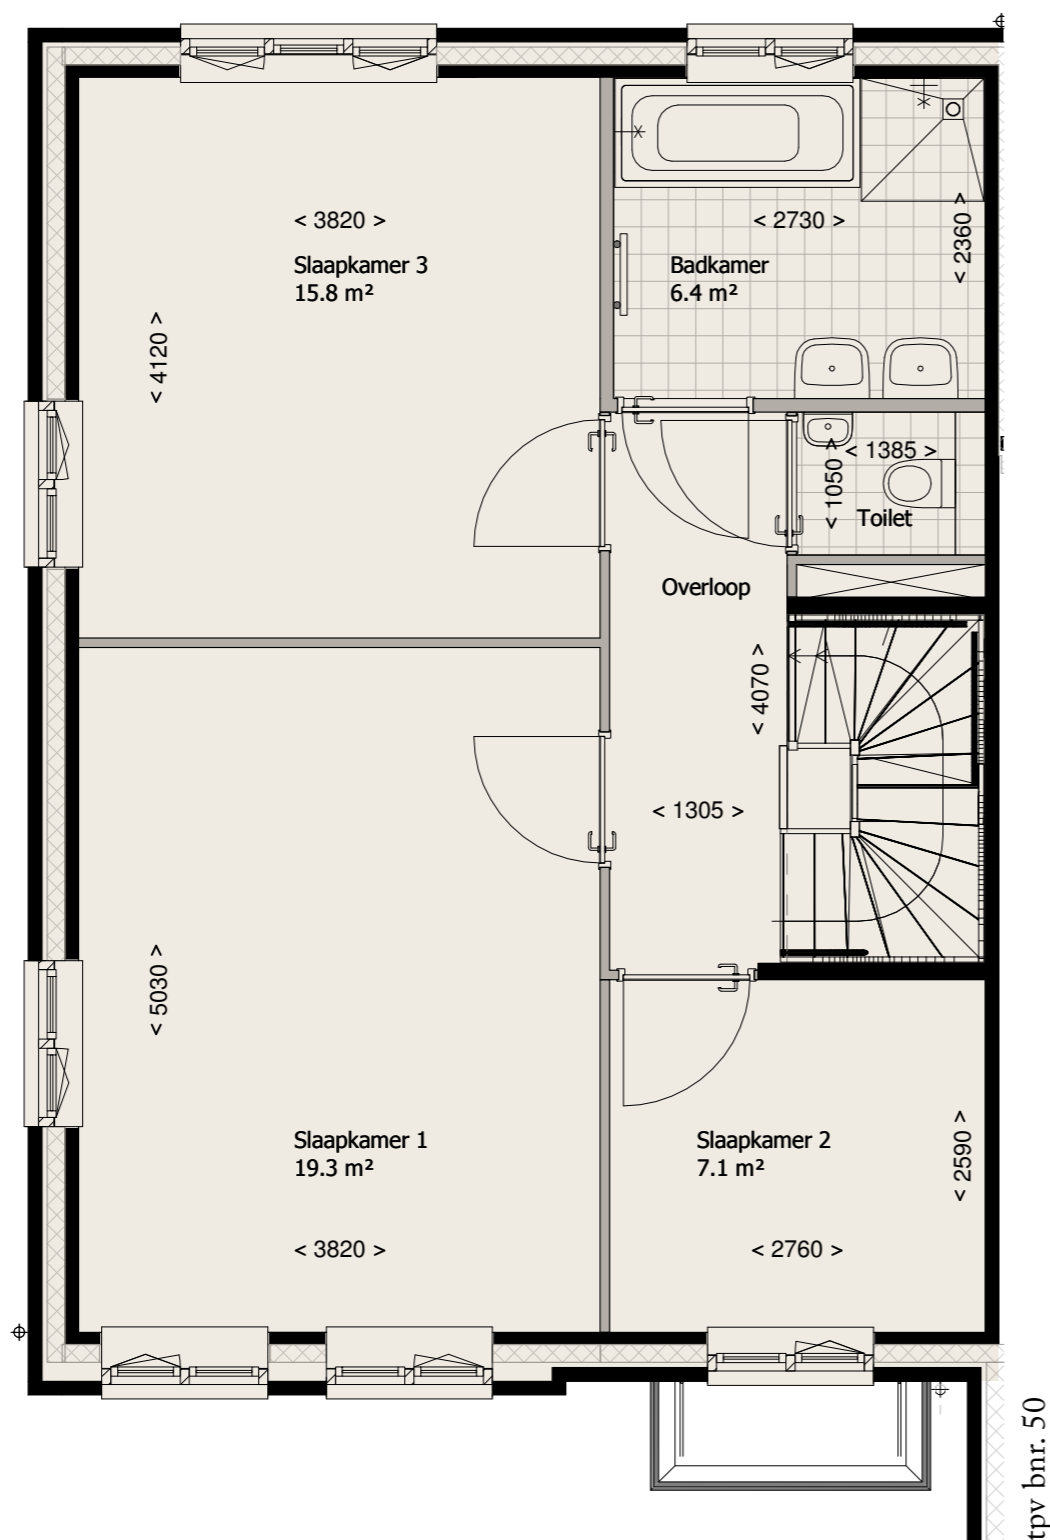 < 3820 >
Slaapkamer 3
15.8 m²
< 4120 >
< 2730 >
Badkamer
6.4 m²
< 2360 >
< 1385 >
< 1050 >
Toilet
Overloop
< 4070 >
< 1305 >
< 5030 >
Slaapkamer 1
19.3 m²
< 3820 >
Slaapkamer 2
7.1 m²
< 2590 >
< 2760 >
tpv bnr. 50